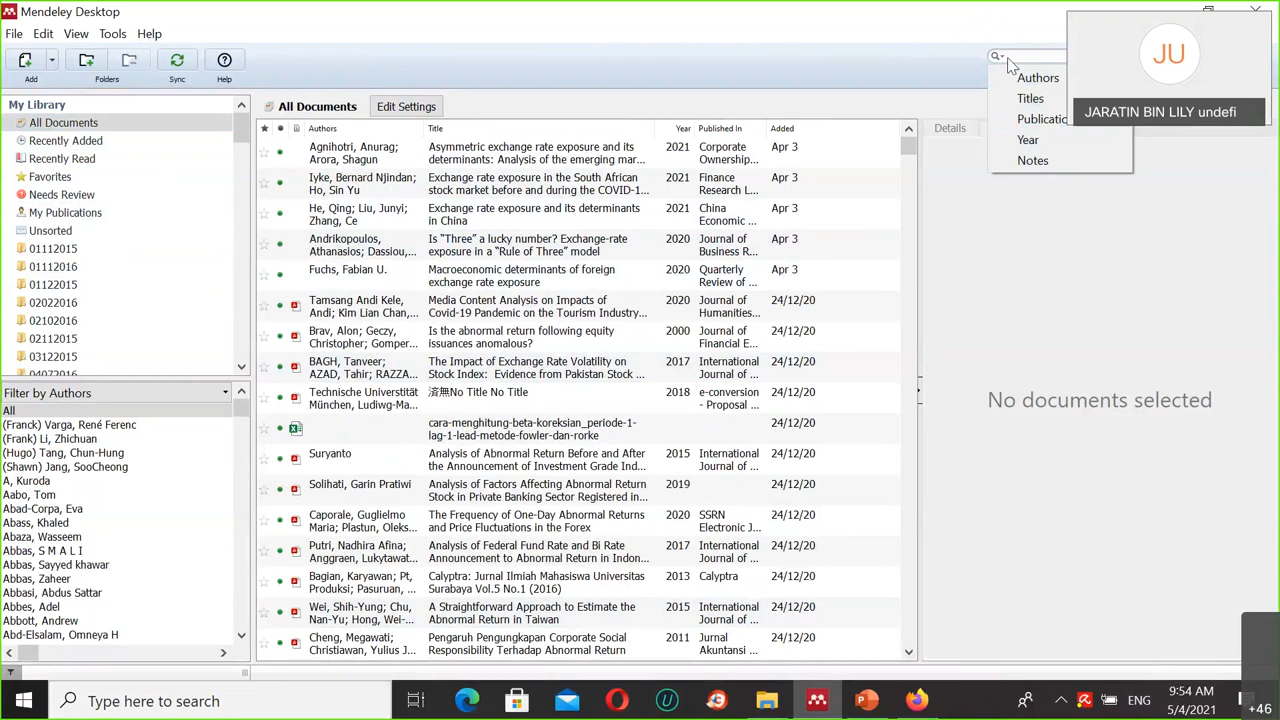 Mendeley Desktop
File Edit View Tools Help
Add
Folders
Sync
Help
Authors
Titles
Year
Notes
JU
JARATIN BIN LILY undefi
My Library
All Documents
Recently Added
Recently Read
Favorites
Needs Review
My Publications
Unsorted
01112015
01112016
01122015
02022016
02102016
02112015
03122015
04072016
Filter by Authors
All
(Franck) Varga, René Ferenc
(Frank) Li, Zhichuan
(Hugo) Tang, Chun-Hung
(Shawn) Jang, SooCheong
A, Kuroda
Aabo, Tom
Abad-Corpa, Eva
Abass, Khaled
Abaza, Wasseem
Abbas, S M A L I
Abbas, Sayyed khawar
Abbas, Zaheer
Abbasi, Abdus Sattar
Abbes, Adel
Abbott, Andrew
Abd-Elsalam, Omneya H
All Documents Edit Settings
Authors Title Year Published In Added
Agnihotri, Anurag; Asymmetric exchange rate exposure and its 2021 Corporate Apr 3
Arora, Shagun determinants: Analysis of the emerging mar... Ownership...
Iyke, Bernard Njindan; Exchange rate exposure in the South African 2021 Finance Apr 3
Ho, Sin Yu stock market before and during the COVID-1... Research L...
He, Qing; Liu, Junyi; Exchange rate exposure and its determinants 2021 China Apr 3
Zhang, Ce in China Economic ...
Andrikopoulos, Is “Three” a lucky number? Exchange-rate 2020 Journal of Apr 3
Athanasios; Dassiou,... exposure in a “Rule of Three” model Business R...
Fuchs, Fabian U. Macroeconomic determinants of foreign 2020 Quarterly Apr 3
exchange rate exposure Review of ...
Tamsang Andi Kele, Media Content Analysis on Impacts of 2020 Journal of 24/12/20
Andi; Kim Lian Chan,... Covid-19 Pandemic on the Tourism Industry... Humanities...
Brav, Alon; Geczy, Is the abnormal return following equity 2000 Journal of 24/12/20
Christopher; Gomper... issuances anomalous? Financial E...
BAGH, Tanveer; The Impact of Exchange Rate Volatility on 2017 International 24/12/20
AZAD, Tahir; RAZZA... Stock Index: Evidence from Pakistan Stock ... Journal of ...
Technische Universtität 済無No Title No Title 2018 e-conversion 24/12/20
München, Ludiwg-Ma... - Proposal ...
cara-menghitung-beta-koreksian_periode-1- 24/12/20
lag-1-lead-metode-fowler-dan-rorke
Suryanto Analysis of Abnormal Return Before and After 2015 International 24/12/20
the Announcement of Investment Grade Ind... Journal of ...
Solihati, Garin Pratiwi Analysis of Factors Affecting Abnormal Return 2019 24/12/20
Stock in Private Banking Sector Registered in...
Caporale, Guglielmo The Frequency of One-Day Abnormal Returns 2020 SSRN 24/12/20
Maria; Plastun, Oleks... and Price Fluctuations in the Forex Electronic J...
Putri, Nadhira Afina; Analysis of Federal Fund Rate and Bi Rate 2017 International 24/12/20
Anggraen, Lukytawat... Announcement to Abnormal Return in Indon... Journal of ...
Bagian, Karyawan; Pt, Calyptra: Jurnal Ilmiah Mahasiswa Universitas 2013 Calyptra 24/12/20
Produksi; Pasuruan, ... Surabaya Vol.5 No.1 (2016)
Wei, Shih-Yung; Chu, A Straightforward Approach to Estimate the 2015 International 24/12/20
Nan-Yu; Hong, Wei-... Abnormal Return in Taiwan Journal of ...
Cheng, Megawati; Pengaruh Pengungkapan Corporate Social 2011 Jurnal 24/12/20
Christiawan, Yulius J... Responsibility Terhadap Abnormal Return Akuntansi ...
Details
No documents selected
Type here to search
ENG
9:54 AM
5/4/2021
+46